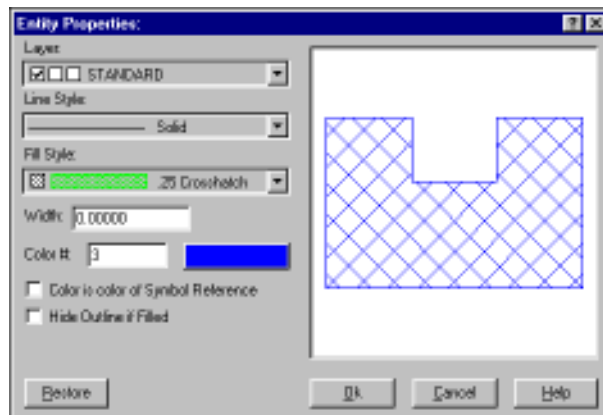 Entity Properties:
Layer:
STANDARD
Line Style:
Solid
Fill Style:
.25 Crosshatch
Width: 0.00000
Color #: 3
Color is color of Symbol Reference
Hide Outline if Filled
Restore
Ok
Cancel
Help